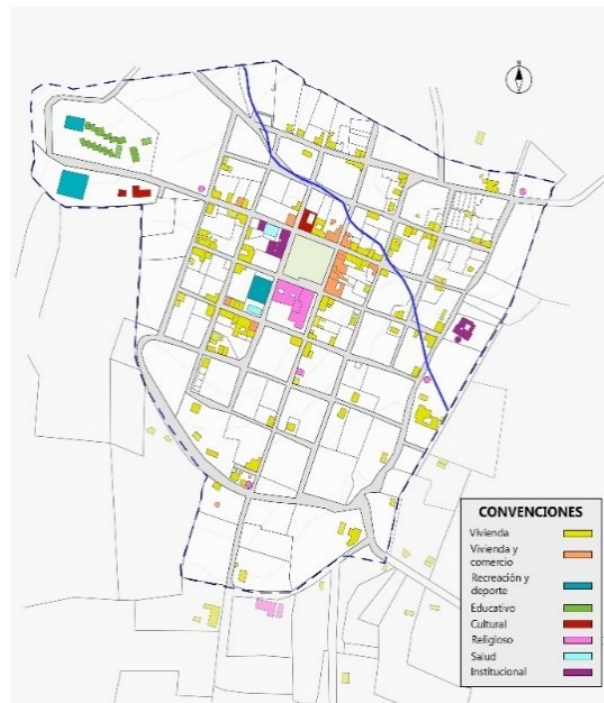 CONVENCIONES
Vivienda
Vivienda y
comercio
Recreación y
deporte
Educativo
Cultural
Religioso
Salud
Institucional